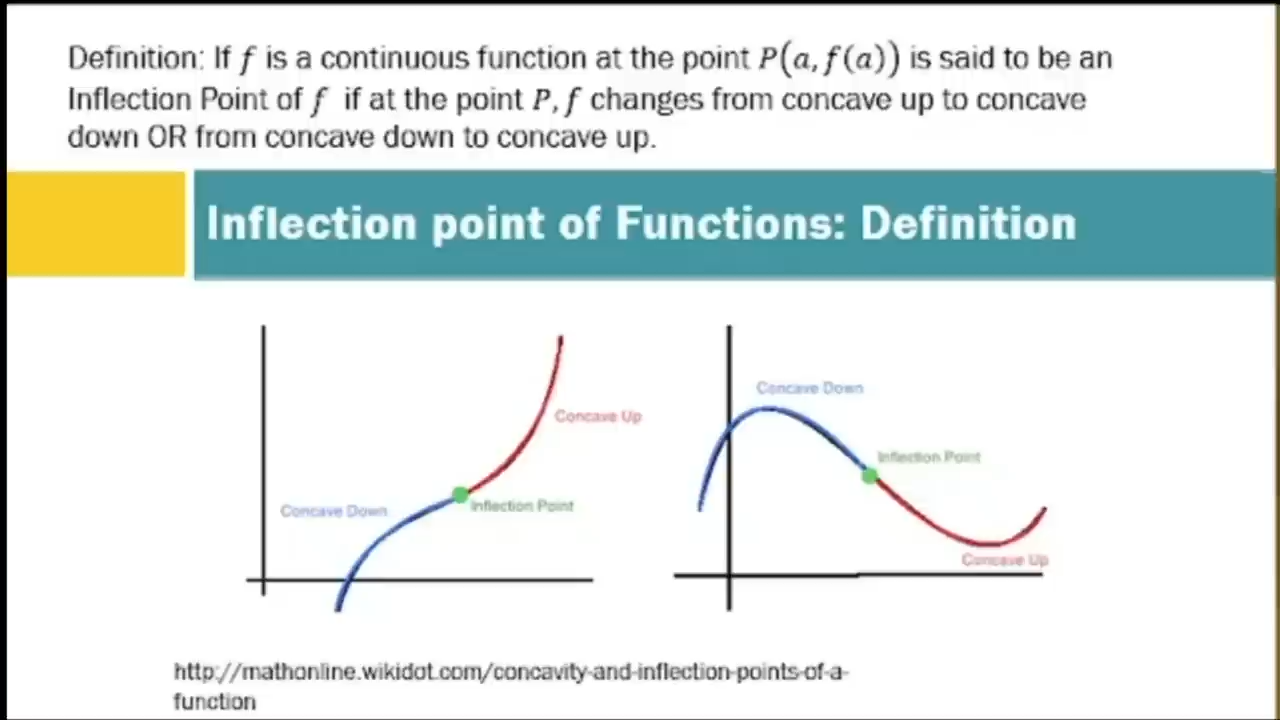 Definition: If f is a continuous function at the point P(a, f(a)) is said to be an
Inflection Point of f if at the point P, f changes from concave up to concave
down OR from concave down to concave up.
Inflection point of Functions: Definition
Concave Up
Concave Down
Inflection Point
Concave Down
Inflection Point
Concave Up
http://mathonline.wikidot.com/concavity-and-inflection-points-of-a-
function